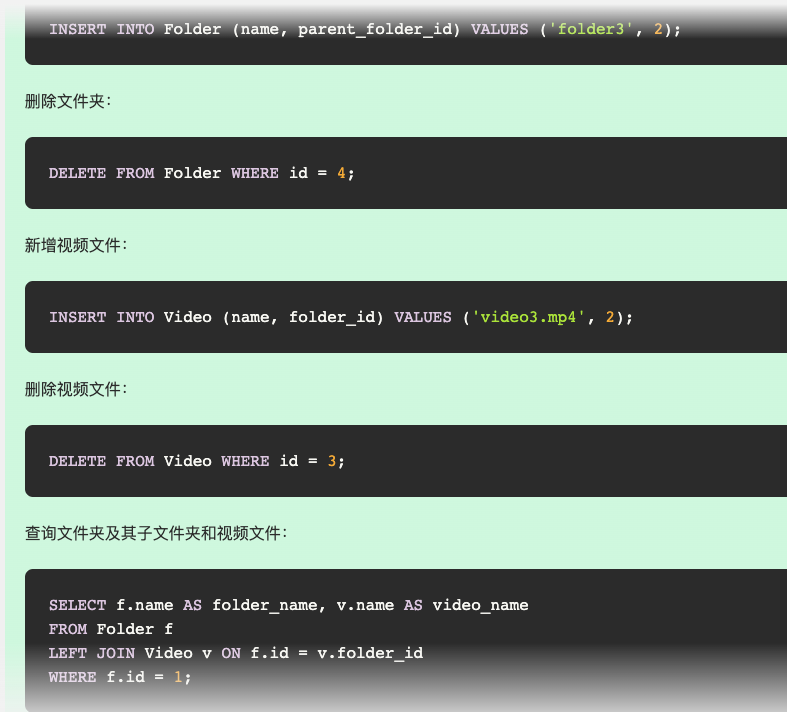 INSERT INTO Folder (name, parent_folder_id) VALUES ('folder3', 2);
删除文件夹：
DELETE FROM Folder WHERE id = 4;
新增视频文件：
INSERT INTO Video (name, folder_id) VALUES ('video3.mp4', 2);
删除视频文件：
DELETE FROM Video WHERE id = 3;
查询文件夹及其子文件夹和视频文件：
SELECT f.name AS folder_name, v.name AS video_name
FROM Folder f
LEFT JOIN Video v ON f.id = v.folder_id
WHERE f.id = 1;